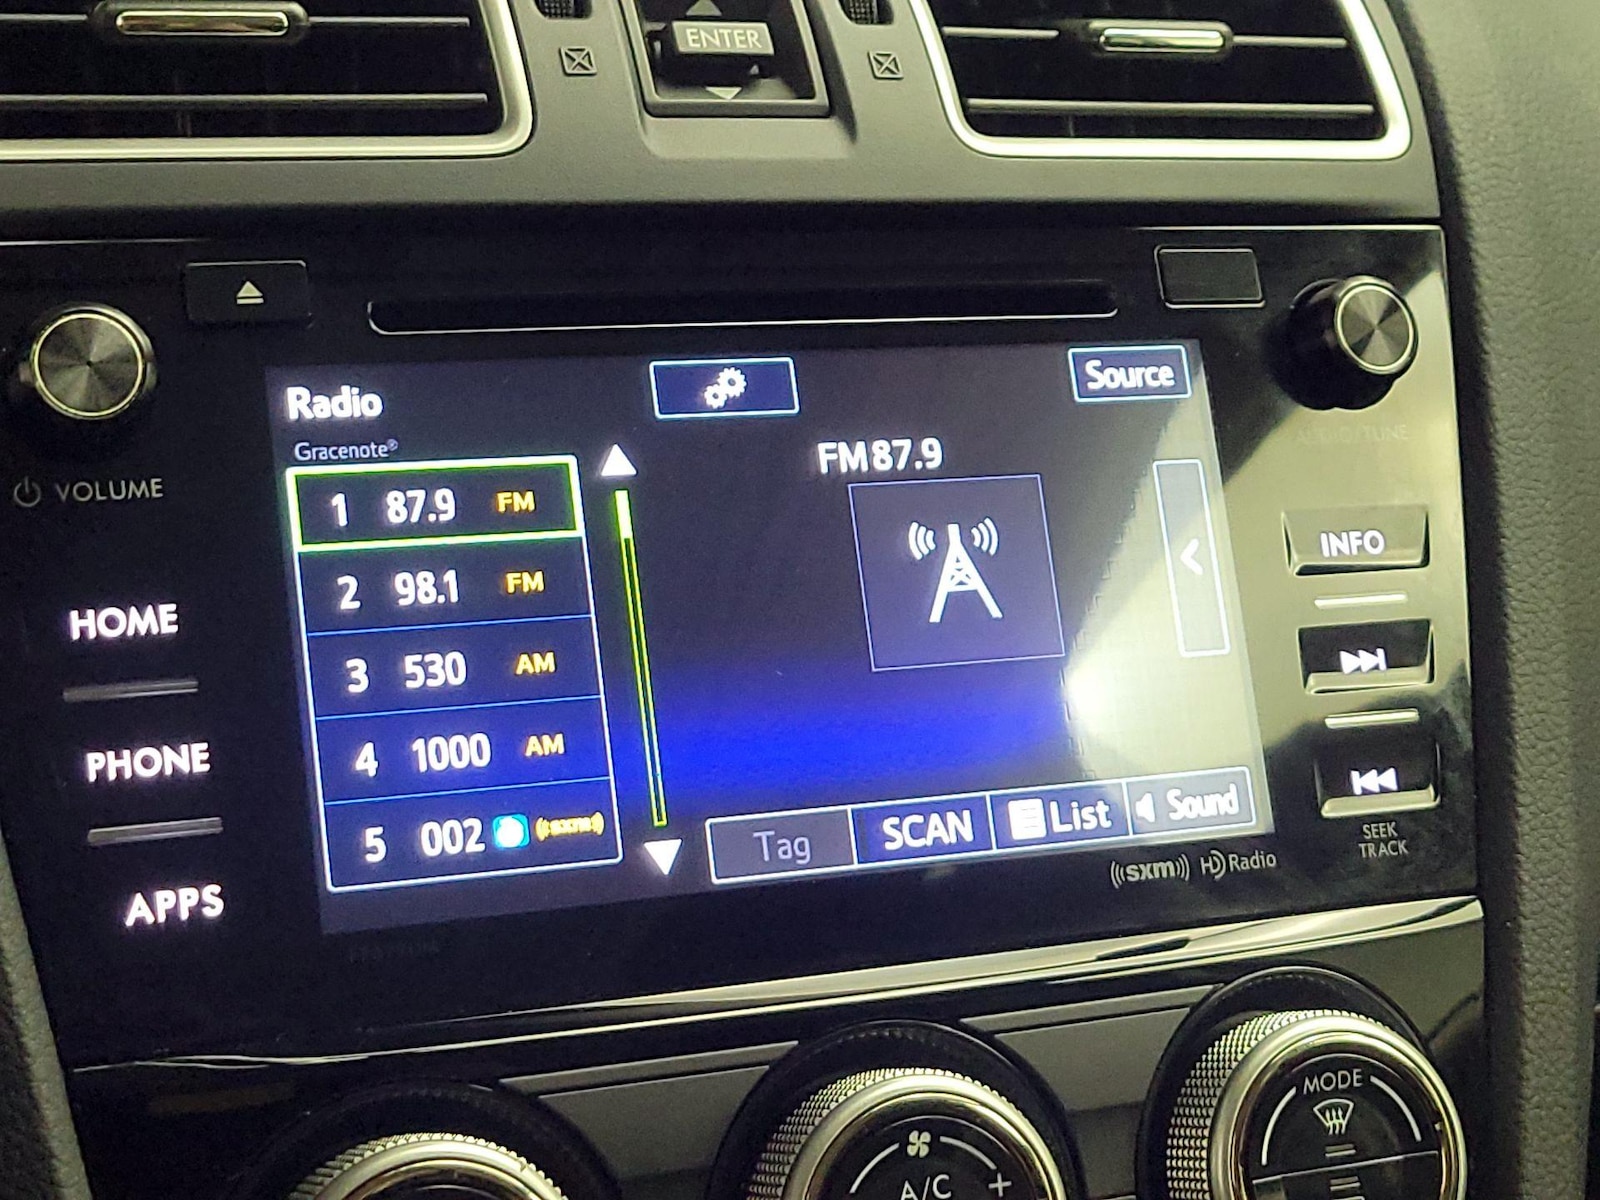 ENTER
VOLUME
HOME
PHONE
APPS
Radio
Gracenote®
1 87.9 FM
2 98.1 FM
3 530 AM
4 1000 AM
5 002 ((sxm))
Source
FM 87.9
Tag
SCAN
List
Sound
((sxm)) HD Radio
TUNE
INFO
SEEK
TRACK
A/C +
MODE